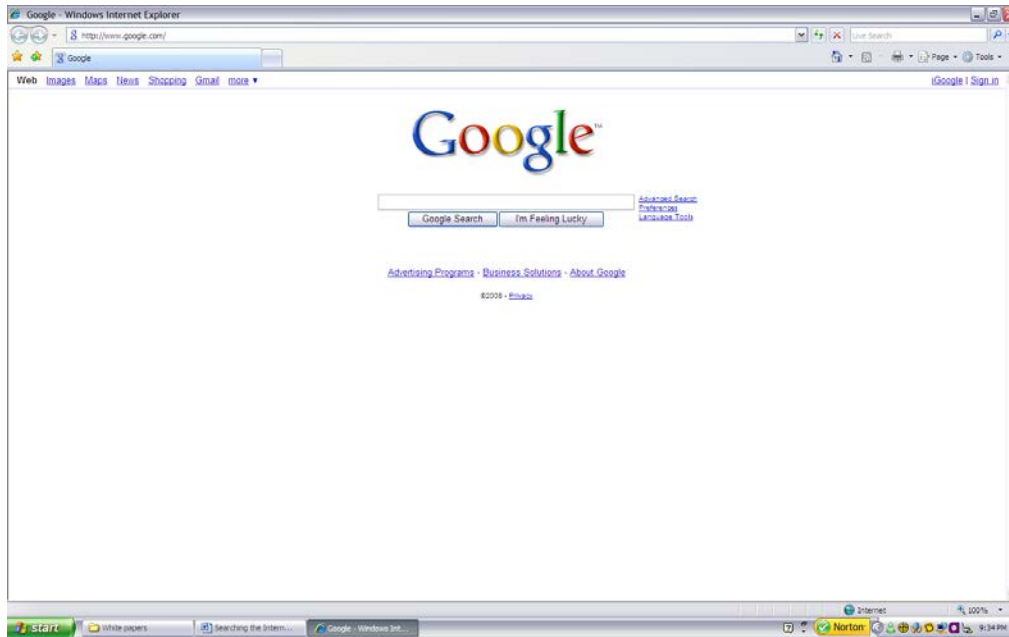 Google - Windows Internet Explorer
http://www.google.com/
Live Search
Google
Page Tools
Web Images Maps News Shopping Gmail more
iGoogle | Sign in
Google™
Advanced Search
Preferences
Language Tools
Google Search I'm Feeling Lucky
Advertising Programs - Business Solutions - About Google
©2008 - Privacy
Internet 100%
start White papers Searching the Intern... Google - Windows Int... Norton 9:34 PM